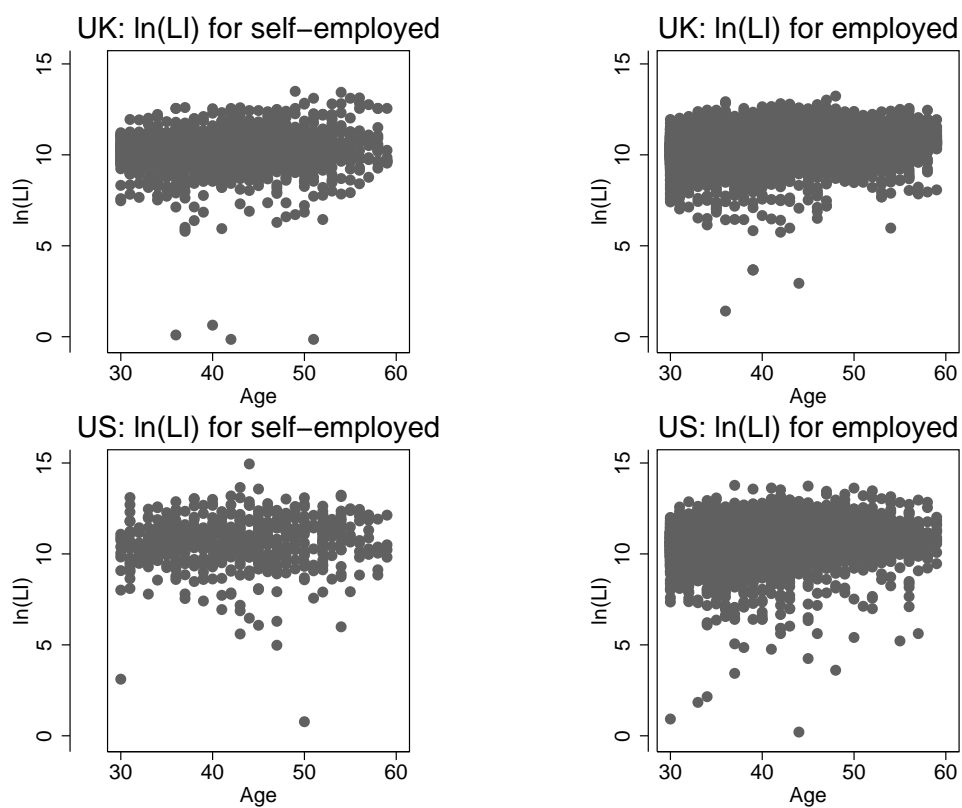 UK: ln(LI) for self−employed
15
10
5
0
ln(LI)
30 40 50 60
Age
UK: ln(LI) for employed
15
10
5
0
ln(LI)
30 40 50 60
Age
US: ln(LI) for self−employed
15
10
5
0
ln(LI)
30 40 50 60
Age
US: ln(LI) for employed
15
10
5
0
ln(LI)
30 40 50 60
Age